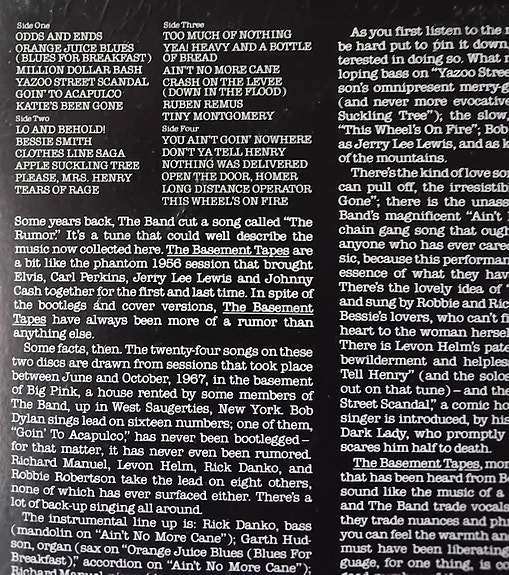 Side One
ODDS AND ENDS
ORANGE JUICE BLUES
(BLUES FOR BREAKFAST)
MILLION DOLLAR BASH
YAZOO STREET SCANDAL
GOIN' TO ACAPULCO
KATIE'S BEEN GONE
Side Two
LO AND BEHOLD!
BESSIE SMITH
CLOTHES LINE SAGA
APPLE SUCKLING TREE
PLEASE, MRS. HENRY
TEARS OF RAGE
Side Three
TOO MUCH OF NOTHING
YEA! HEAVY AND A BOTTLE
OF BREAD
AIN'T NO MORE CANE
CRASH ON THE LEVEE
(DOWN IN THE FLOOD)
RUBEN REMUS
TINY MONTGOMERY
Side Four
YOU AIN'T GOIN' NOWHERE
DON'T YA TELL HENRY
NOTHING WAS DELIVERED
OPEN THE DOOR, HOMER
LONG DISTANCE OPERATOR
THIS WHEEL'S ON FIRE
Some years back, The Band cut a song called "The
Rumor." It's a tune that could well describe the
music now collected here. The Basement Tapes are
a bit like the phantom 1956 session that brought
Elvis, Carl Perkins, Jerry Lee Lewis and Johnny
Cash together for the first and last time. In spite of
the bootlegs and cover versions, The Basement
Tapes have always been more of a rumor than
anything else.
Some facts, then. The twenty-four songs on these
two discs are drawn from sessions that took place
between June and October, 1967, in the basement
of Big Pink, a house rented by some members of
The Band, up in West Saugerties, New York. Bob
Dylan sings lead on sixteen numbers; one of them,
"Goin' To Acapulco," has never been bootlegged–
for that matter, it has never even been rumored.
Richard Manuel, Levon Helm, Rick Danko, and
Robbie Robertson take the lead on eight others,
none of which has ever surfaced either. There's a
lot of back-up singing all around.
The instrumental line up is: Rick Danko, bass
(mandolin on "Ain't No More Cane"); Garth Hud-
son, organ (sax on "Orange Juice Blues (Blues For
Breakfast)," accordion on "Ain't No More Cane");
Richard Manuel
As you first listen to the
be hard put to pin it down,
terested in doing so. What
loping bass on "Yazoo Stree
son's omnipresent merry-g
(and never more evocative
Suckling Tree"); the slow,
"This Wheel's On Fire"; Bob
as Jerry Lee Lewis, and as k
of the mountains.
There's the kind of love son
can pull off, the irresistib
Gone"; there is the unass
Band's magnificent "Ain't
chain gang song that ough
anyone who has ever care
sic, because this performan
essence of what they hav
There's the lovely idea of "
and sung by Robbie and Ric
Bessie's lovers, who can't fi
heart to the woman hersel
There is Levon Helm's pate
bewilderment and helples
Tell Henry" (and the solos
out on that tune)–and the
Street Scandal," a comic ho
singer is introduced, by his
Dark Lady, who promptly
scares him half to death.
The Basement Tapes, mor
that has been heard from B
sound like the music of a
and The Band trade vocals
they trade nuances and ph
you can feel the warmth an
must have been liberating
guage, for one thing, is co